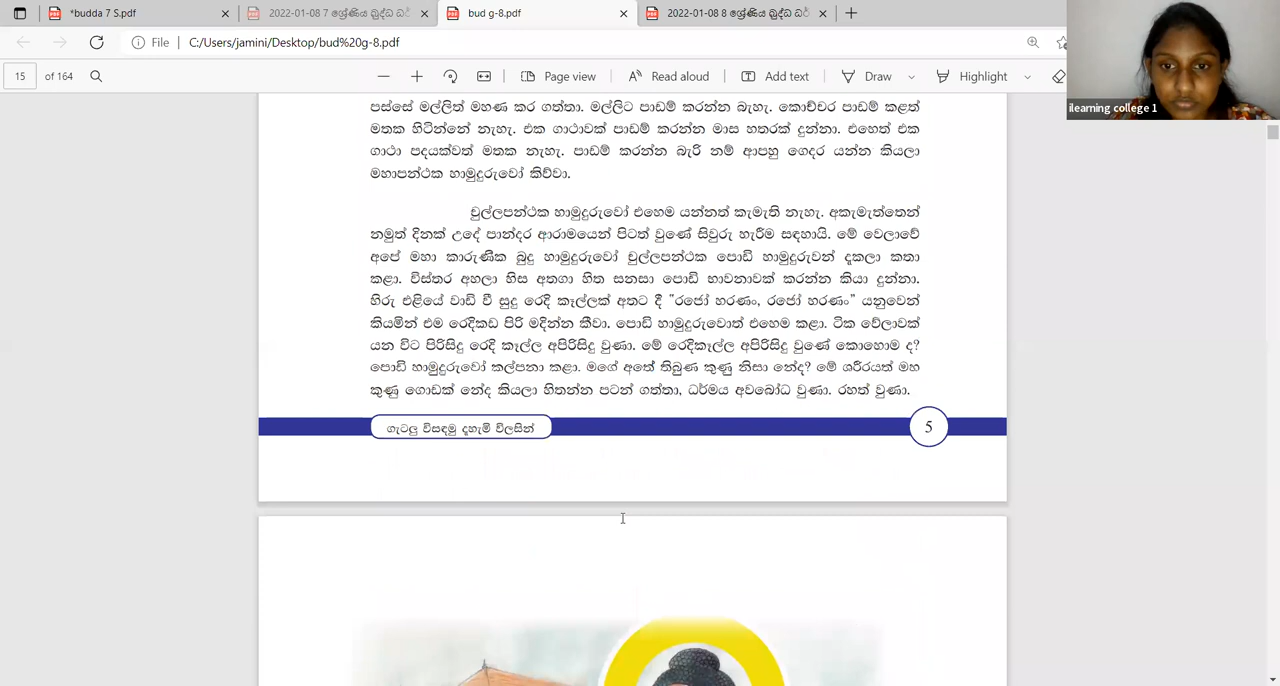 *budda 7 S.pdf
2022-01-08 7 ශ්‍රේණිය බුද්ධ ධර්
bud g-8.pdf
2022-01-08 8 ශ්‍රේණිය බුද්ධ ධර්
File
C:/Users/jamini/Desktop/bud%20g-8.pdf
15 of 164
Page view
Read aloud
Add text
Draw
Highlight
ilearning college 1
පස්සේ මල්ලිත් මහණ කර ගත්තා. මල්ලිට පාඩම් කරන්න බැහැ. කොච්චර පාඩම් කළත්
මතක හිටින්නේ නැහැ. එක ගාථාවක් පාඩම් කරන්න මාස හතරක් දුන්නා. එහෙත් එක
ගාථා පදයක්වත් මතක නැහැ. පාඩම් කරන්න බැරි නම් ආපහු ගෙදර යන්න කියලා
මහාපන්ථක හාමුදුරුවෝ කිව්වා.
චුල්ලපන්ථක හාමුදුරුවෝ එහෙම යන්නත් කැමැති නැහැ. අකැමැත්තෙන්
නමුත් දිනක් උදේ පාන්දර ආරාමයෙන් පිටත් වුණේ සිවුරු හැරීම සඳහායි. මේ වෙලාවේ
අපේ මහා කාරුණික බුදු හාමුදුරුවෝ චුල්ලපන්ථක පොඩි හාමුදුරුවන් දැකලා කතා
කළා. විස්තර අහලා හිස අතගා හිත සනසා පොඩි භාවනාවක් කරන්න කියා දුන්නා.
හිරු එළියේ වාඩි වී සුදු රෙදි කෑල්ලක් අතට දී "රජෝ හරණං, රජෝ හරණං" යනුවෙන්
කියමින් එම රෙදිකඩ පිරි මදින්න කීවා. පොඩි හාමුදුරුවොත් එහෙම කළා. ටික වේලාවක්
යන විට පිරිසිදු රෙදි කෑල්ල අපිරිසිදු වුණා. මේ රෙදිකෑල්ල අපිරිසිදු වුණේ කොහොම ද?
පොඩි හාමුදුරුවෝ කල්පනා කළා. මගේ අතේ තිබුණ කුණු නිසා නේද? මේ ශරීරයත් මහ
කුණු ගොඩක් නේද කියලා හිතන්න පටන් ගත්තා, ධර්මය අවබෝධ වුණා. රහත් වුණා.
ගැටලු විසඳමු දැහැමි විලසින්
5